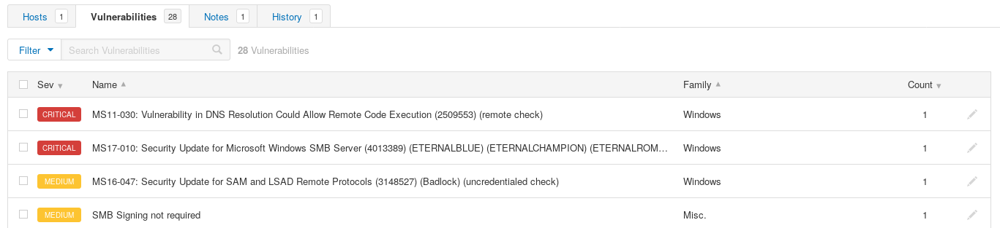 Hosts 1 Vulnerabilities 28 Notes 1 History 1
Filter Search Vulnerabilities 28 Vulnerabilities
Sev Name Family Count
CRITICAL MS11-030: Vulnerability in DNS Resolution Could Allow Remote Code Execution (2509553) (remote check) Windows 1
CRITICAL MS17-010: Security Update for Microsoft Windows SMB Server (4013389) (ETERNALBLUE) (ETERNALCHAMPION) (ETERNALROM... Windows 1
MEDIUM MS16-047: Security Update for SAM and LSAD Remote Protocols (3148527) (Badlock) (uncredentialed check) Windows 1
MEDIUM SMB Signing not required Misc. 1